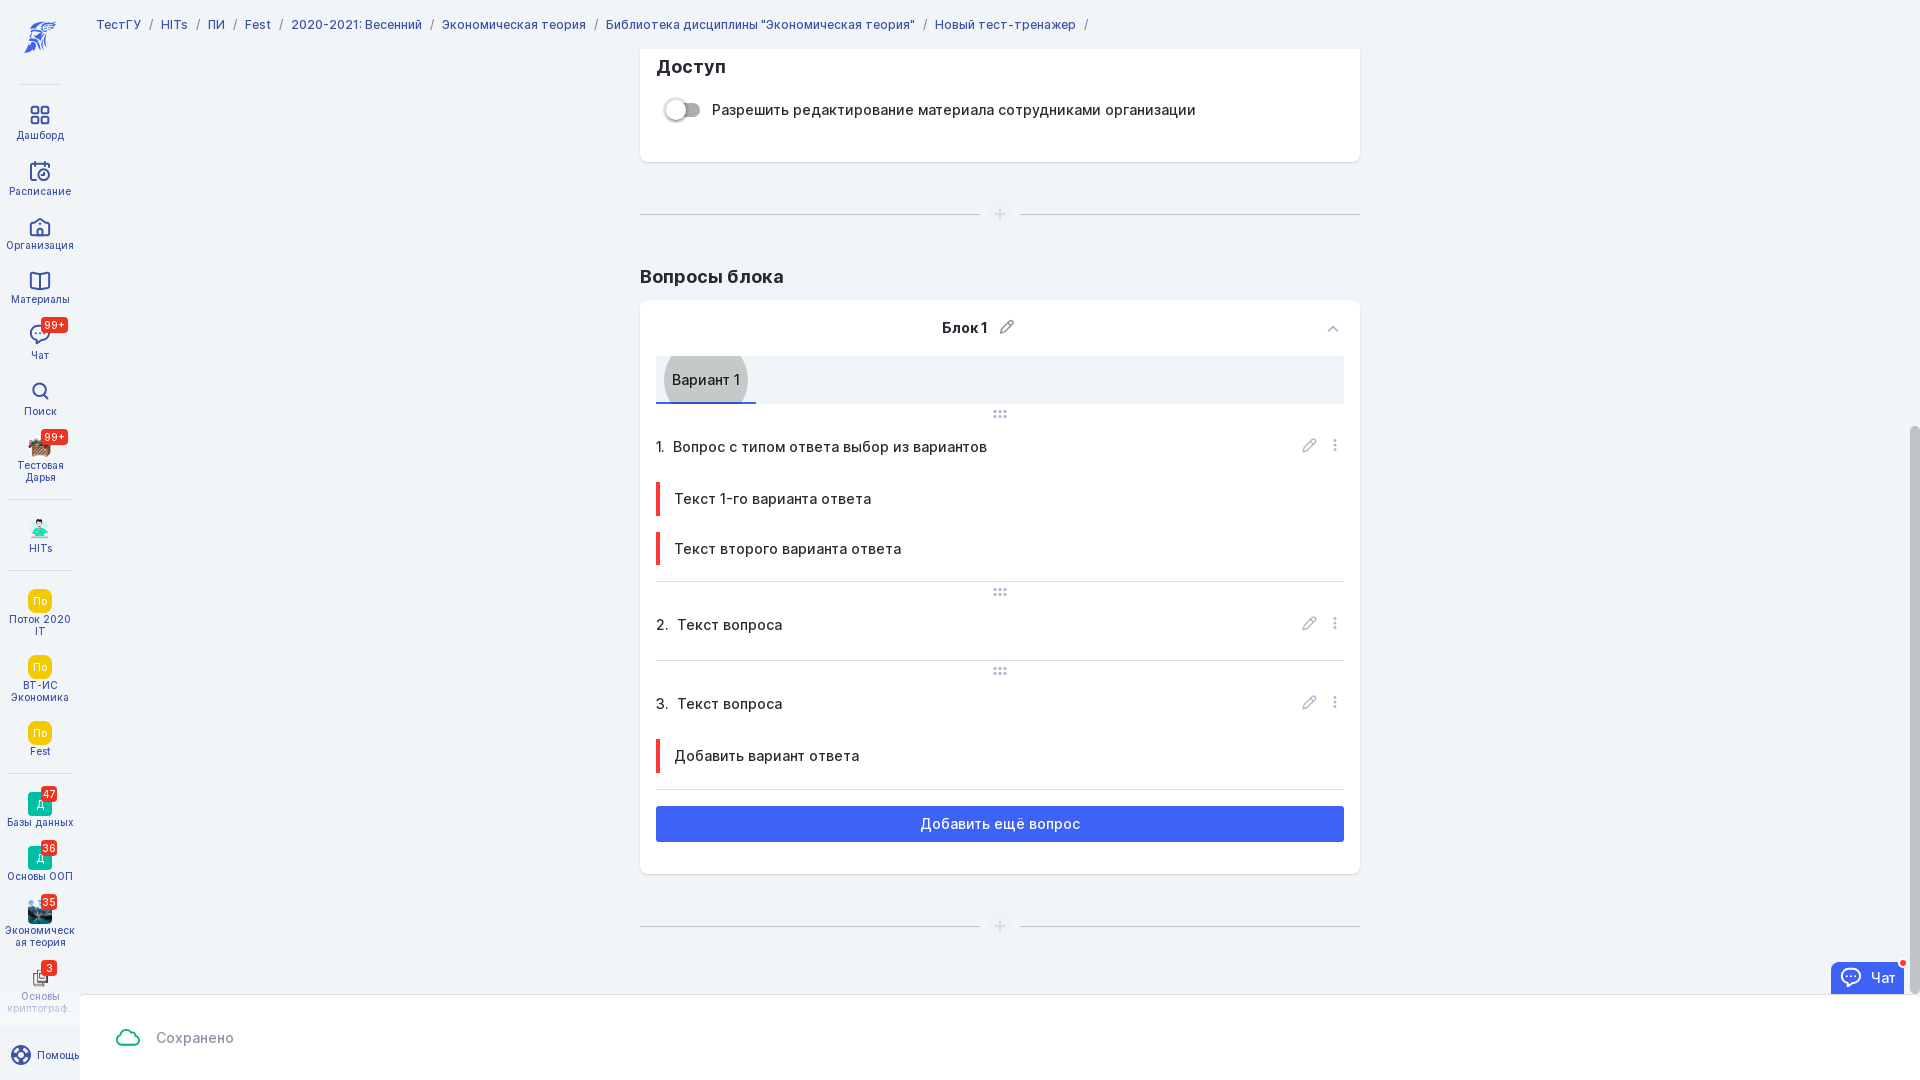 ТестГУ / HITs / ПИ / Fest / 2020-2021: Весенний / Экономическая теория / Библиотека дисциплины "Экономическая теория" / Новый тест-тренажер /
Дашборд
Расписание
Организация
Материалы
99+
Чат
Поиск
99+
Тестовая
Дарья
HITs
По
Поток 2020
IT
По
ВТ-ИС
Экономика
По
Fest
47
Д
Базы данных
36
Д
Основы ООП
35
Экономическ
ая теория
3
Основы
криптограф...
Помощь
Доступ
Разрешить редактирование материала сотрудниками организации
Вопросы блока
Блок 1
Вариант 1
1. Вопрос с типом ответа выбор из вариантов
Текст 1-го варианта ответа
Текст второго варианта ответа
2. Текст вопроса
3. Текст вопроса
Добавить вариант ответа
Добавить ещё вопрос
Чат
Сохранено